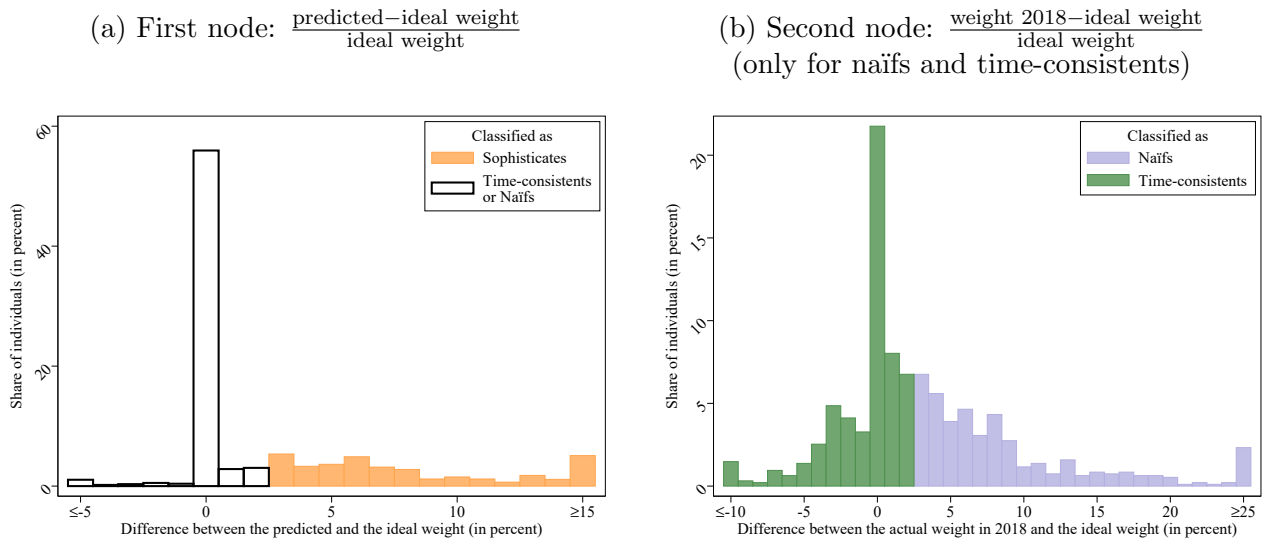 (a) First node: predicted−ideal weight / ideal weight
(b) Second node: weight 2018−ideal weight / ideal weight
(only for naïfs and time-consistents)
Classified as
Sophisticates
Time-consistents
or Naïfs
Share of individuals (in percent)
60
40
20
0
≤-5 0 5 10 ≥15
Difference between the predicted and the ideal weight (in percent)
Classified as
Naïfs
Time-consistents
Share of individuals (in percent)
20
15
10
5
0
≤-10 -5 0 5 10 15 20 ≥25
Difference between the actual weight in 2018 and the ideal weight (in percent)